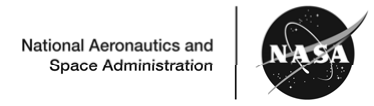 National Aeronautics and
Space Administration
NASA